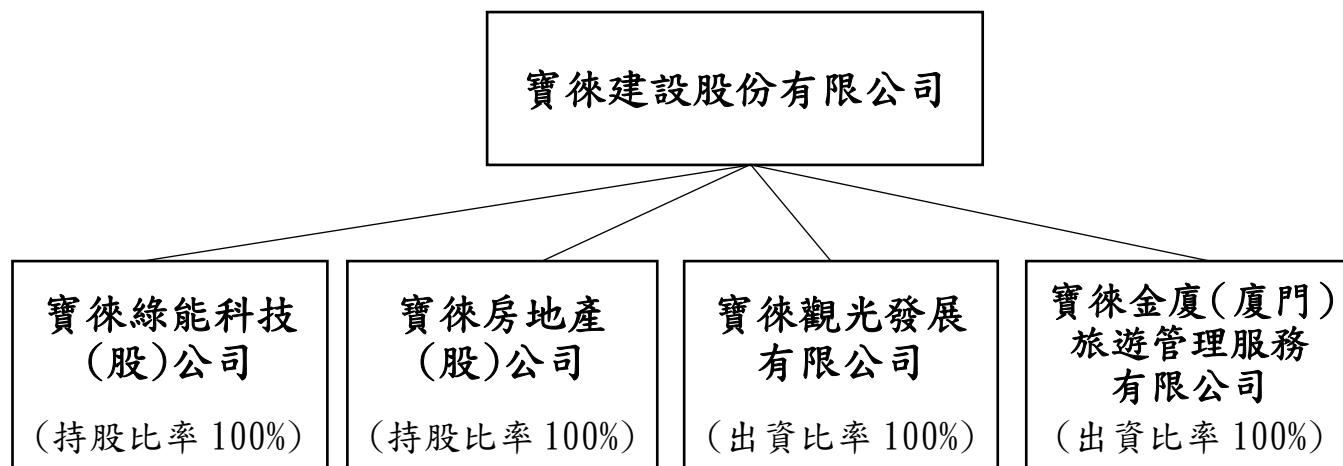 寶徠建設股份有限公司
寶徠綠能科技
(股)公司
(持股比率 100%)
寶徠房地產
(股)公司
(持股比率 100%)
寶徠觀光發展
有限公司
(出資比率 100%)
寶徠金廈(廈門)
旅遊管理服務
有限公司
(出資比率 100%)